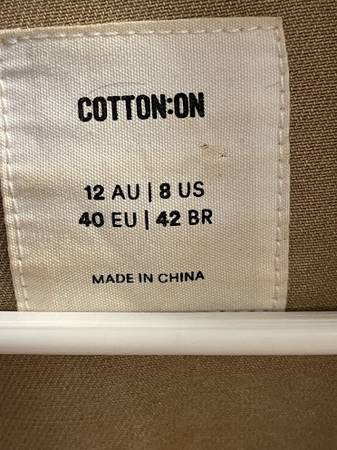 COTTON:ON
12 AU | 8 US
40 EU | 42 BR
MADE IN CHINA